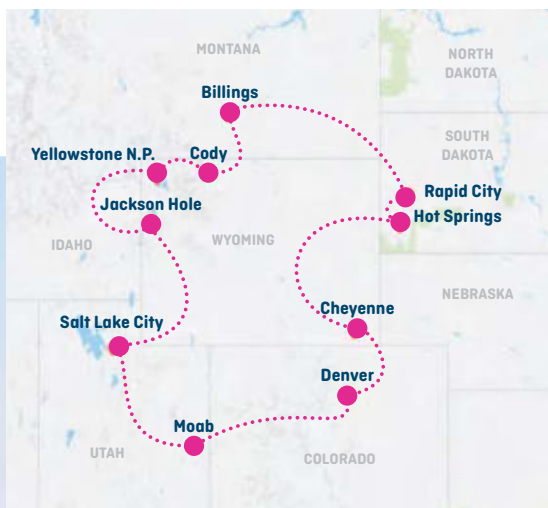 MONTANA
NORTH
DAKOTA
Billings
SOUTH
DAKOTA
Yellowstone N.P.
Cody
Rapid City
Jackson Hole
Hot Springs
IDAHO
WYOMING
NEBRASKA
Cheyenne
Salt Lake City
Denver
Moab
UTAH
COLORADO